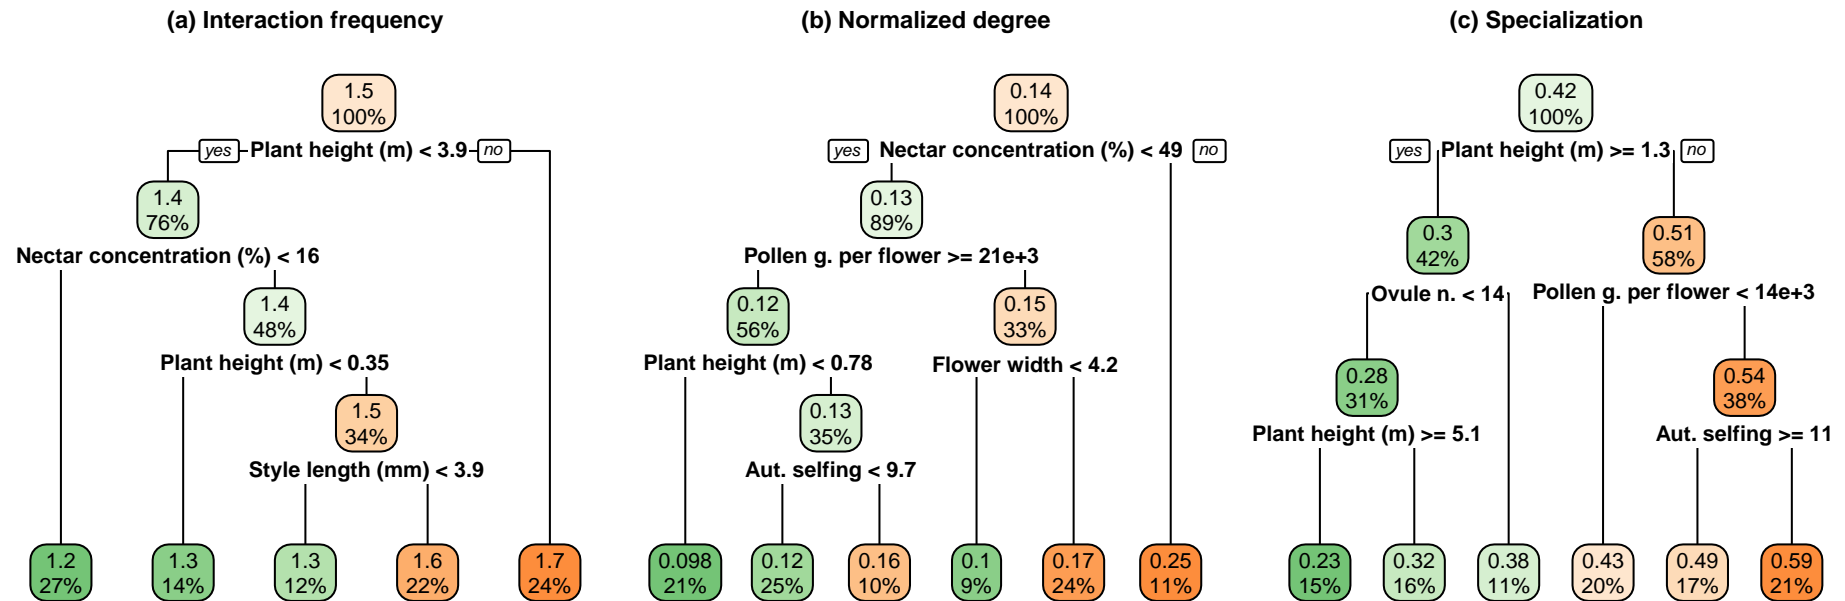 (a) Interaction frequency
1.5
100%
yes
Plant height (m) < 3.9
no
1.4
76%
Nectar concentration (%) < 16
1.4
48%
Plant height (m) < 0.35
1.5
34%
Style length (mm) < 3.9
1.2
27%
1.3
14%
1.3
12%
1.6
22%
1.7
24%
(b) Normalized degree
0.14
100%
yes
Nectar concentration (%) < 49
no
0.13
89%
Pollen g. per flower >= 21e+3
0.12
56%
0.15
33%
Plant height (m) < 0.78
Flower width < 4.2
0.13
35%
Aut. selfing < 9.7
0.098
21%
0.12
25%
0.16
10%
0.1
9%
0.17
24%
0.25
11%
(c) Specialization
0.42
100%
yes
Plant height (m) >= 1.3
no
0.3
42%
0.51
58%
Ovule n. < 14
Pollen g. per flower < 14e+3
0.28
31%
0.54
38%
Plant height (m) >= 5.1
Aut. selfing >= 11
0.23
15%
0.32
16%
0.38
11%
0.43
20%
0.49
17%
0.59
21%